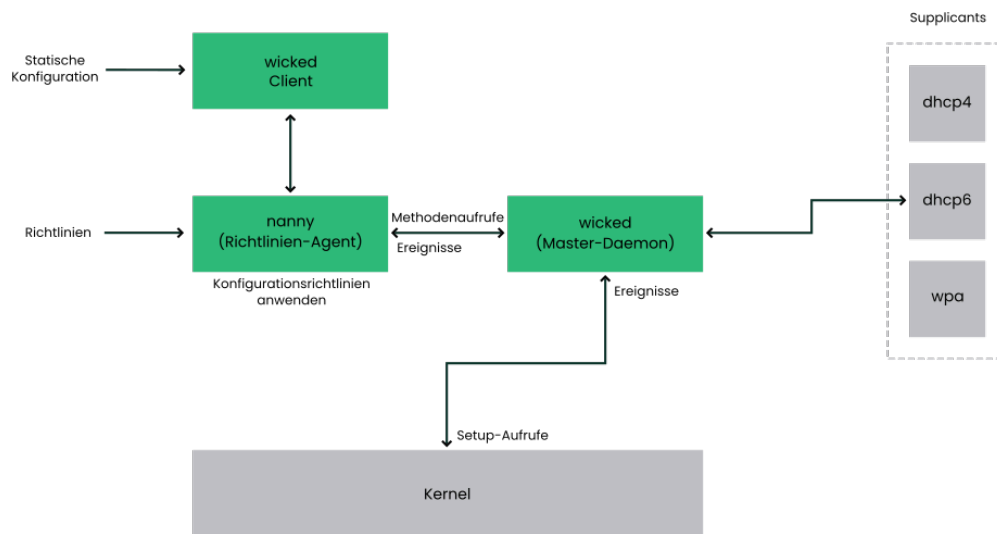 Supplicants
Statische
Konfiguration
wicked
Client
dhcp4
Richtlinien
nanny
(Richtlinien-Agent)
Methodenaufrufe
Ereignisse
wicked
(Master-Daemon)
dhcp6
Konfigurationsrichtlinien
anwenden
Ereignisse
wpa
Setup-Aufrufe
Kernel